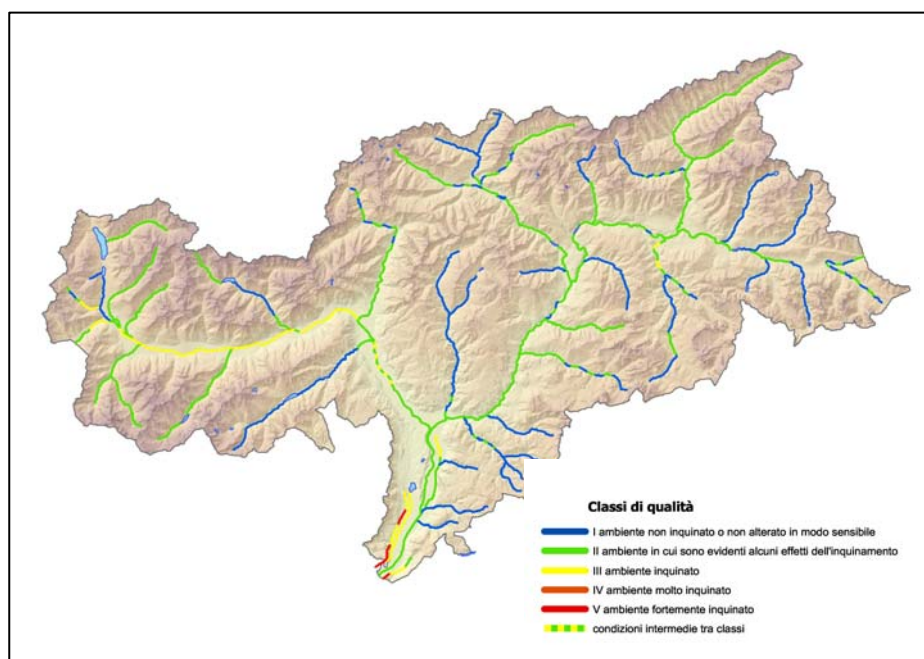 Classi di qualità
I ambiente non inquinato o non alterato in modo sensibile
II ambiente in cui sono evidenti alcuni effetti dell'inquinamento
III ambiente inquinato
IV ambiente molto inquinato
V ambiente fortemente inquinato
condizioni intermedie tra classi